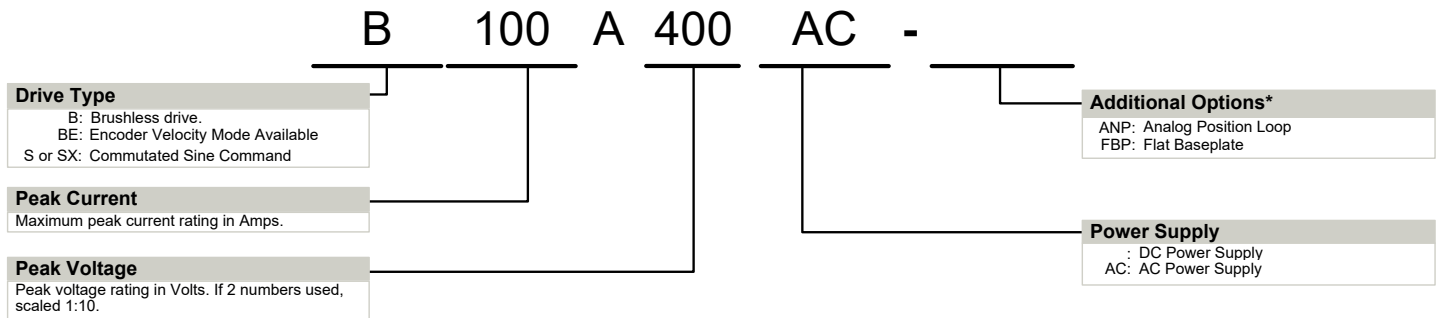 B 100 A 400 AC -
Drive Type
B: Brushless drive.
BE: Encoder Velocity Mode Available
S or SX: Commutated Sine Command
Peak Current
Maximum peak current rating in Amps.
Peak Voltage
Peak voltage rating in Volts. If 2 numbers used,
scaled 1:10.
Additional Options*
ANP: Analog Position Loop
FBP: Flat Baseplate
Power Supply
: DC Power Supply
AC: AC Power Supply